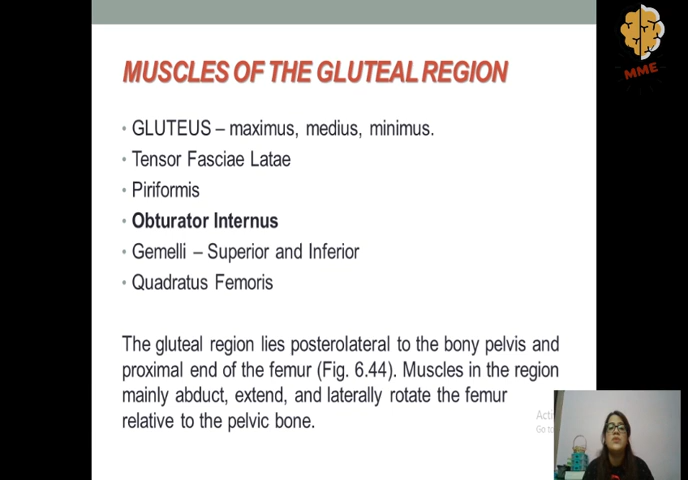 MME
MUSCLES OF THE GLUTEAL REGION
• GLUTEUS – maximus, medius, minimus.
• Tensor Fasciae Latae
• Piriformis
• Obturator Internus
• Gemelli – Superior and Inferior
• Quadratus Femoris
The gluteal region lies posterolateral to the bony pelvis and
proximal end of the femur (Fig. 6.44). Muscles in the region
mainly abduct, extend, and laterally rotate the femur
relative to the pelvic bone.
Go to